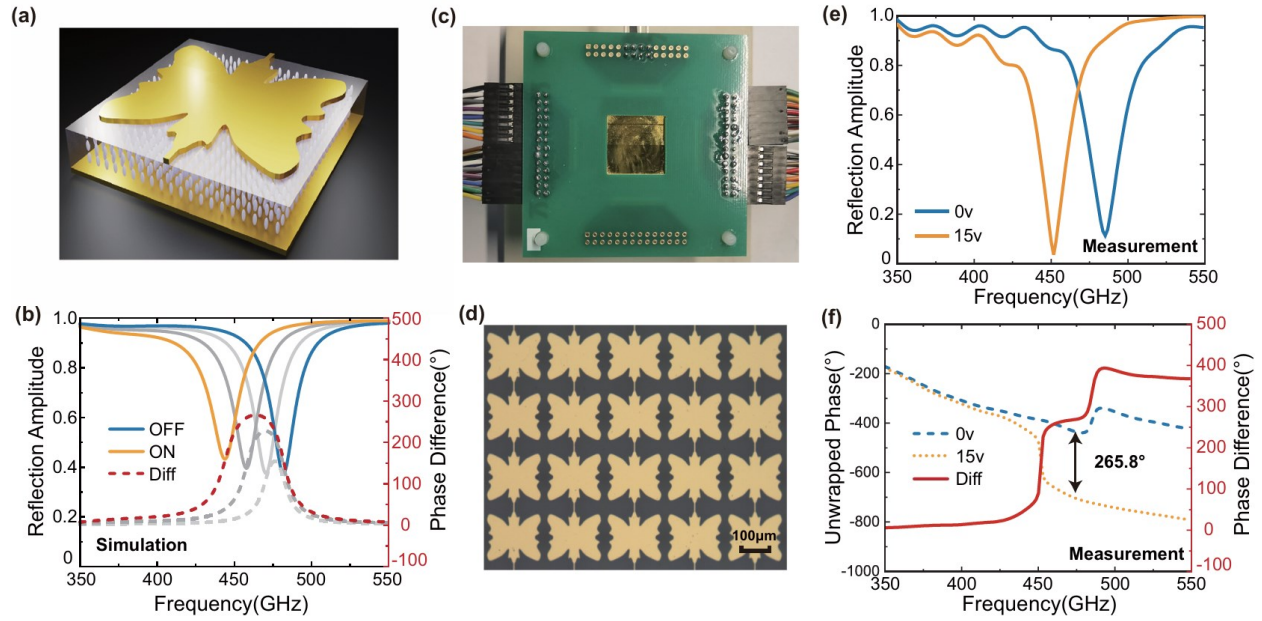 (a)
(b)
1.0
0.8
0.6
0.4
0.2
0
Reflection Amplitude
OFF
ON
Diff
Simulation
500
400
300
200
100
0
-100
Phase Difference(°)
350
400
450
500
550
Frequency(GHz)
(c)
(d)
100μm
(e)
1.0
0.8
0.6
0.4
0.2
0
Reflection Amplitude
0v
15v
Measurement
350
400
450
500
550
Frequency(GHz)
(f)
0
-200
-400
-600
-800
-1000
Unwrapped Phase(°)
0v
15v
Diff
265.8°
Measurement
500
400
300
200
100
0
-100
Phase Difference(°)
350
400
450
500
550
Frequency(GHz)